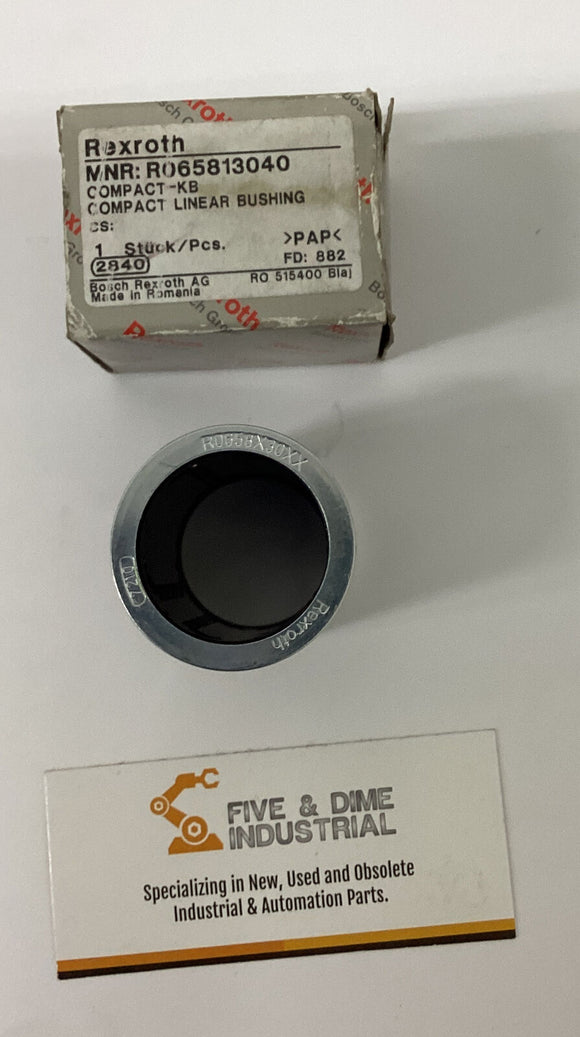 Rexroth
MNR: R065813040
COMPACT-KB
COMPACT LINEAR BUSHING
CS:
1 Stück/Pcs. >PAP<
2840 FD: 882
Bosch Rexroth AG RO 515400 Blaj
Made in Romania
R0658X30XX
Rexroth
FIVE & DIME
INDUSTRIAL
Specializing in New, Used and Obsolete
Industrial & Automation Parts.